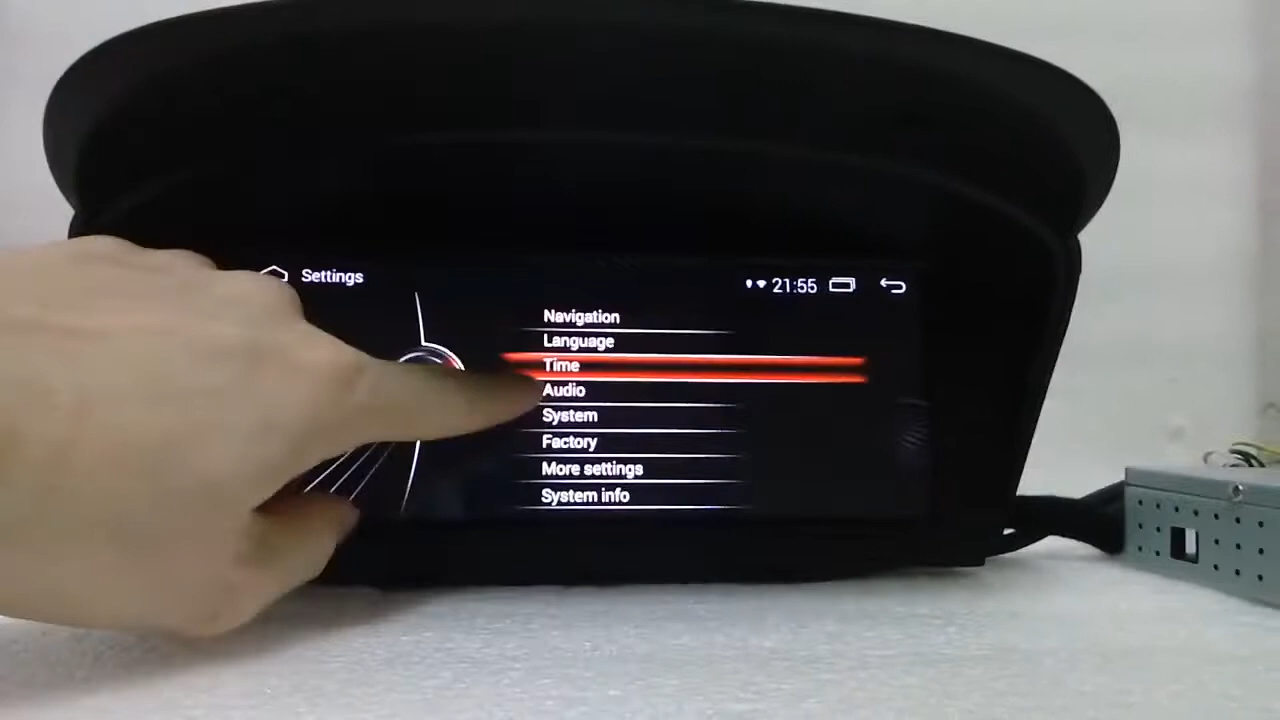 Settings
21:55
Navigation
Language
Time
Audio
System
Factory
More settings
System info